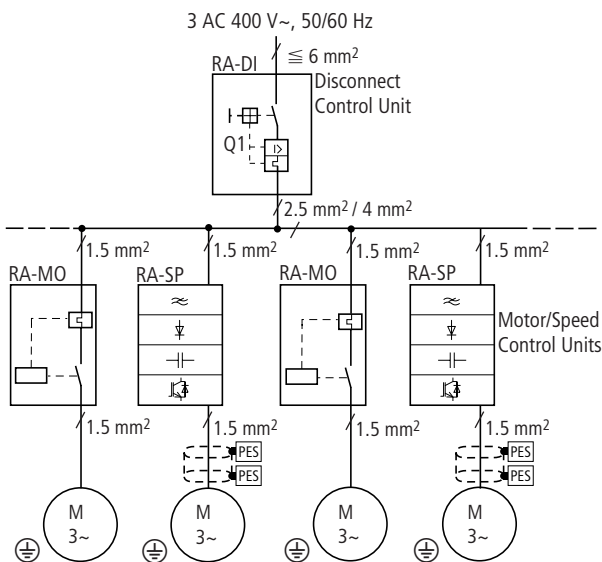 3 AC 400 V~, 50/60 Hz
≦ 6 mm²
RA-DI
Disconnect
Control Unit
Q1
I>
2.5 mm² / 4 mm²
1.5 mm² 1.5 mm² 1.5 mm² 1.5 mm²
RA-MO RA-SP RA-MO RA-SP
Motor/Speed
Control Units
1.5 mm² 1.5 mm² 1.5 mm² 1.5 mm²
PES PES
PES PES
M M M M
3~ 3~ 3~ 3~